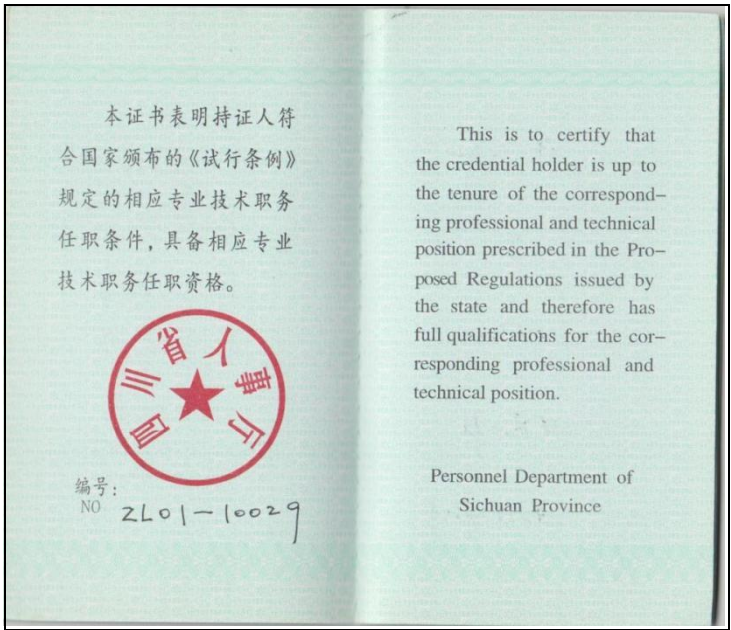 本证书表明持证人符
合国家颁布的《试行条例》
规定的相应专业技术职务
任职条件，具备相应专业
技术职务任职资格。
四川省人事厅
编号：
NO ZL01-10029
This is to certify that
the credential holder is up to
the tenure of the correspond-
ing professional and technical
position prescribed in the Pro-
posed Regulations issued by
the state and therefore has
full qualifications for the cor-
responding professional and
technical position.
Personnel Department of
Sichuan Province